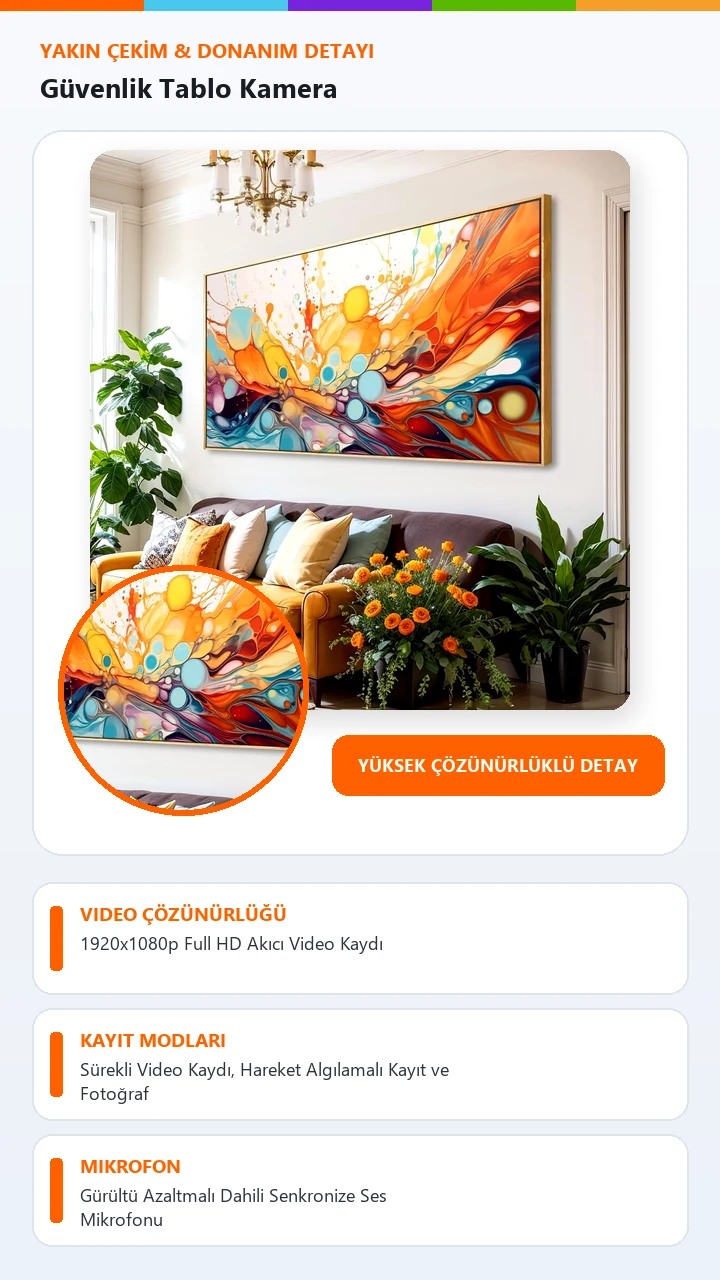 YAKIN ÇEKİM & DONANIM DETAYI
Güvenlik Tablo Kamera
YÜKSEK ÇÖZÜNÜRLÜKLÜ DETAY
VIDEO ÇÖZÜNÜRLÜĞÜ
1920x1080p Full HD Akıcı Video Kaydı
KAYIT MODLARI
Sürekli Video Kaydı, Hareket Algılamalı Kayıt ve
Fotoğraf
MIKROFON
Gürültü Azaltmalı Dahili Senkronize Ses
Mikrofonu